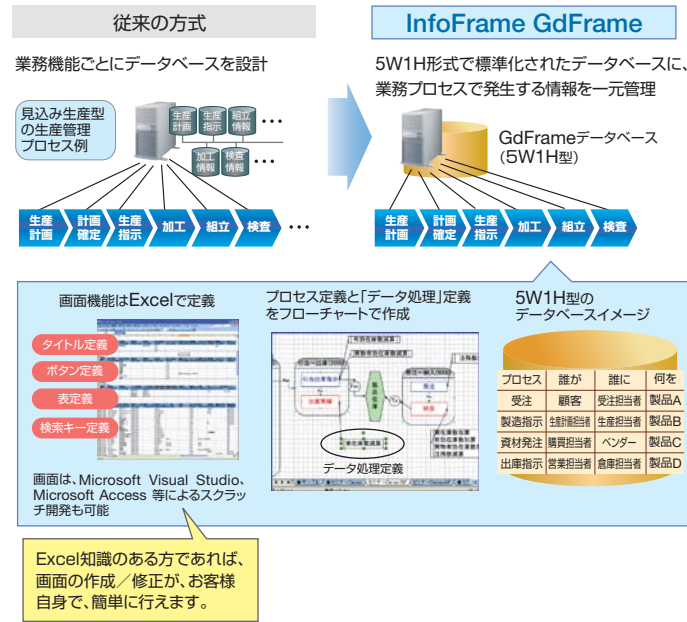 従来の方式
InfoFrame GdFrame
業務機能ごとにデータベースを設計
5W1H形式で標準化されたデータベースに、
業務プロセスで発生する情報を一元管理
見込み生産型
の生産管理
プロセス例
生産
計画
生産
指示
組立
情報
•••
加工
情報
検査
情報
•••
GdFrameデータベース
(5W1H型)
生産
計画
計画
確定
生産
指示
加工
組立
検査
•••
生産
計画
計画
確定
生産
指示
加工
組立
検査
画面機能はExcelで定義
タイトル定義
ボタン定義
表定義
検索キー定義
画面は、Microsoft Visual Studio、
Microsoft Access 等によるスクラッ
チ開発も可能
プロセス定義と「データ処理」定義
をフローチャートで作成
データ処理定義
5W1H型の
データベースイメージ
プロセス 誰が 誰に 何を
受注 顧客 受注担当者 製品A
製造指示 生産計画担当者 生産担当者 製品B
資材発注 購買担当者 ベンダー 製品C
出庫指示 営業担当者 倉庫担当者 製品D
Excel知識のある方であれば、
画面の作成／修正が、お客様
自身で、簡単に行えます。